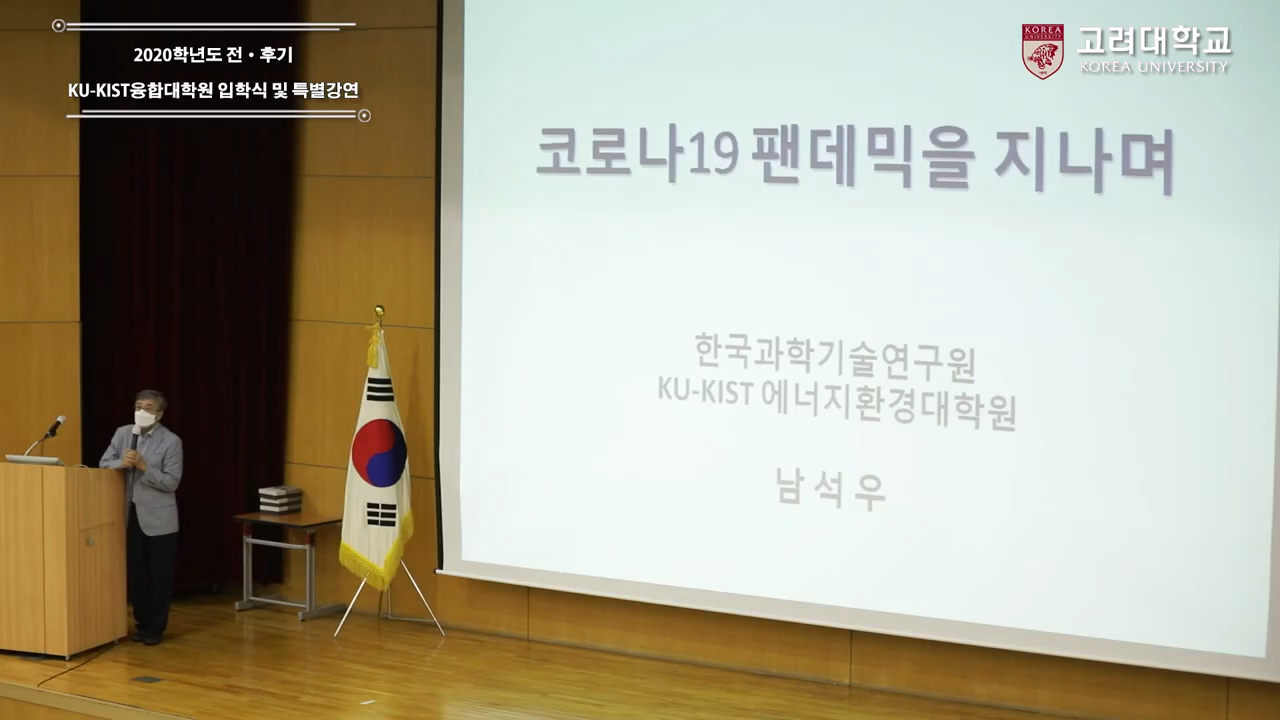 2020학년도 전·후기
KU-KIST융합대학원 입학식 및 특별강연
KOREA
UNIVERSITY
고려대학교
KOREA UNIVERSITY
코로나19 팬데믹을 지나며
한국과학기술연구원
KU-KIST 에너지환경대학원
남 석 우